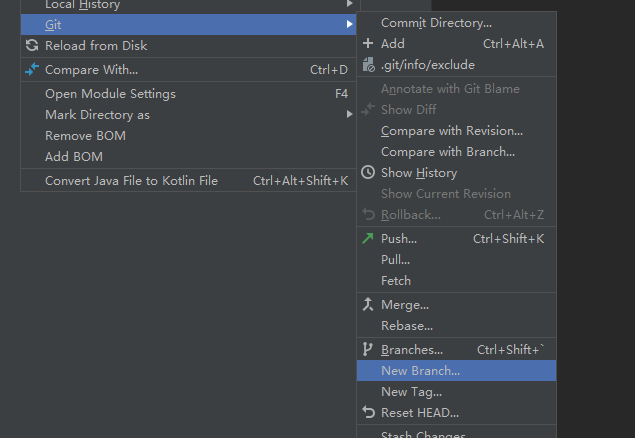 Local History
Git
Reload from Disk
Compare With... Ctrl+D
Open Module Settings F4
Mark Directory as
Remove BOM
Add BOM
Convert Java File to Kotlin File Ctrl+Alt+Shift+K
Commit Directory...
Add Ctrl+Alt+A
.git/info/exclude
Annotate with Git Blame
Show Diff
Compare with Revision...
Compare with Branch...
Show History
Show Current Revision
Rollback... Ctrl+Alt+Z
Push... Ctrl+Shift+K
Pull...
Fetch
Merge...
Rebase...
Branches... Ctrl+Shift+`
New Branch...
New Tag...
Reset HEAD...
Stash Changes